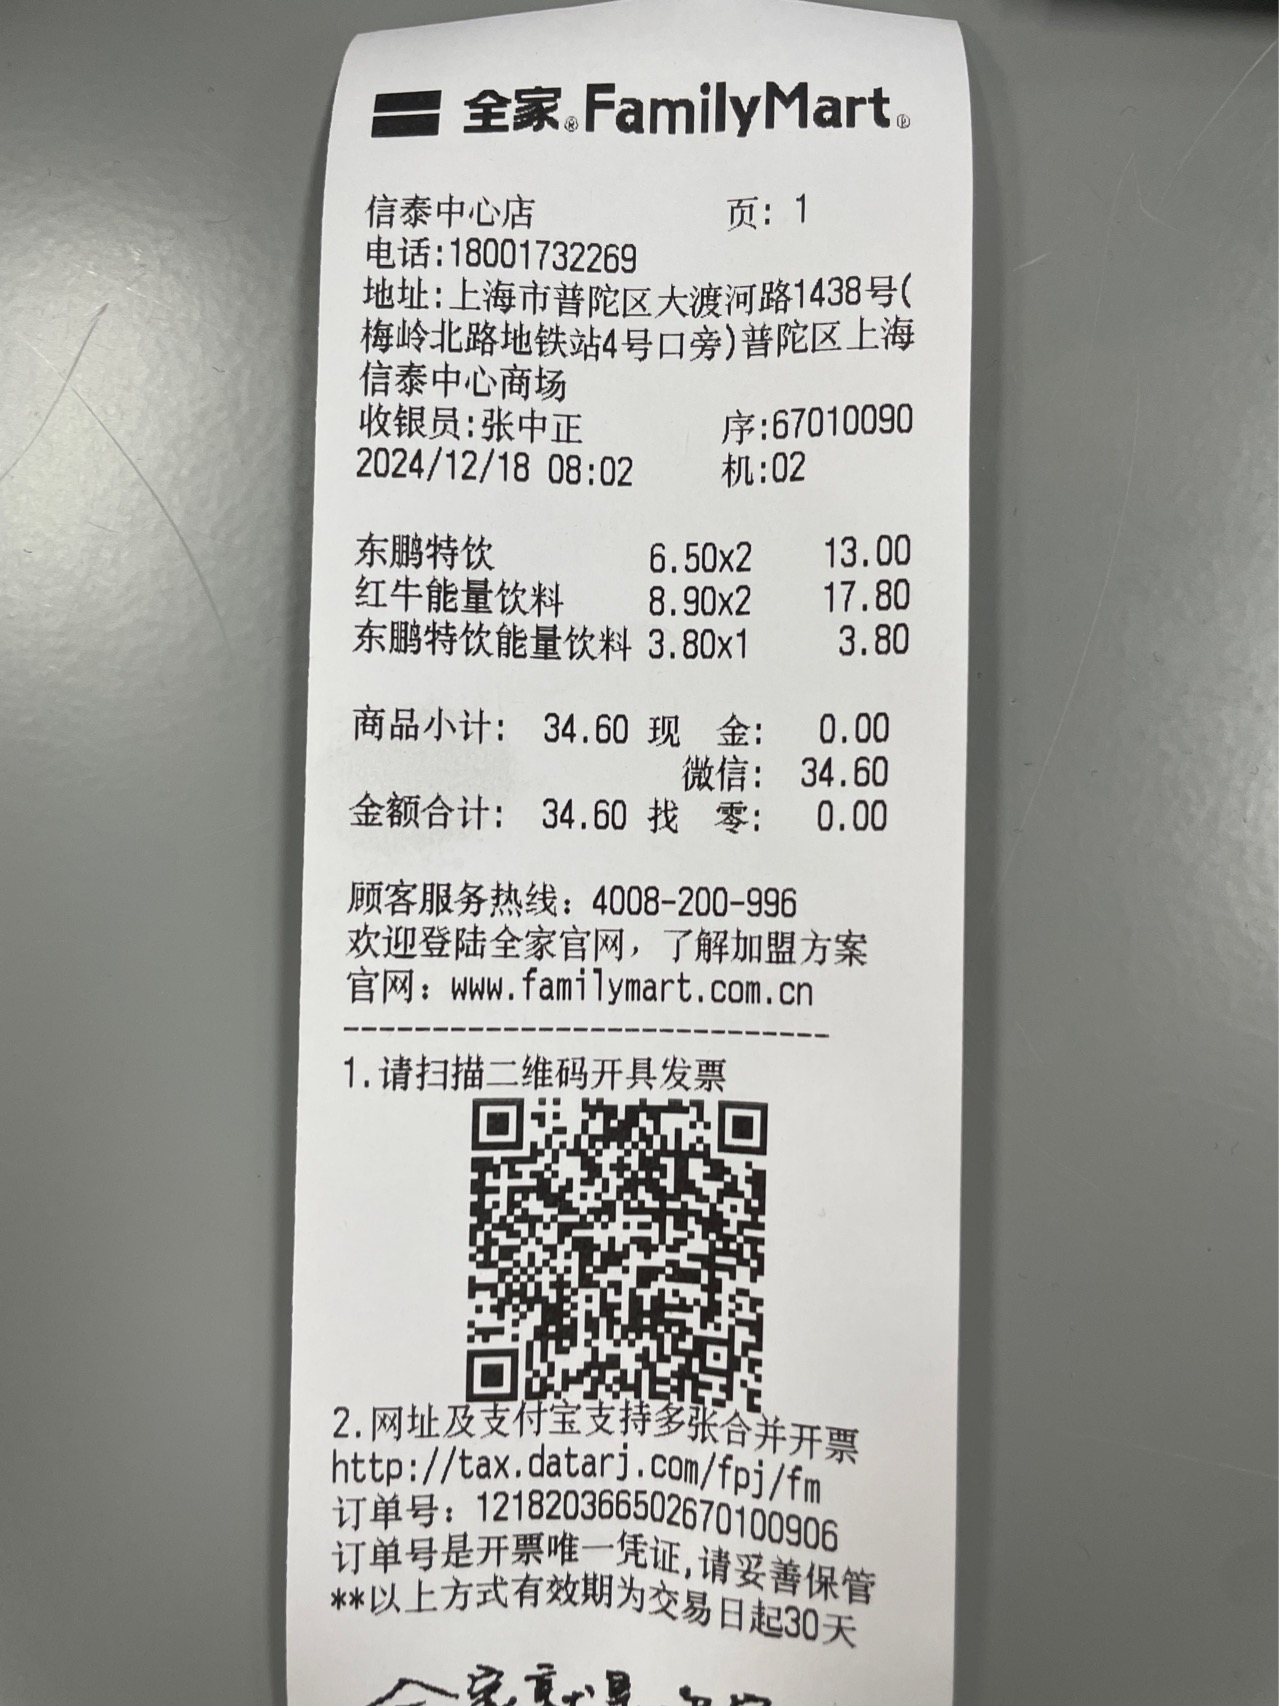 全家® FamilyMart®
信泰中心店 页: 1
电话:18001732269
地址:上海市普陀区大渡河路1438号(
梅岭北路地铁站4号口旁)普陀区上海
信泰中心商场
收银员:张中正 序:67010090
2024/12/18 08:02 机:02
东鹏特饮 6.50x2 13.00
红牛能量饮料 8.90x2 17.80
东鹏特饮能量饮料 3.80x1 3.80
商品小计: 34.60 现 金: 0.00
微信: 34.60
金额合计: 34.60 找 零: 0.00
顾客服务热线: 4008-200-996
欢迎登陆全家官网, 了解加盟方案
官网: www.familymart.com.cn
---------------------------
1.请扫描二维码开具发票
2.网址及支付宝支持多张合并开票
http://tax.datarj.com/fpj/fm
订单号: 121820366502670100906
订单号是开票唯一凭证,请妥善保管
**以上方式有效期为交易日起30天
全家就是